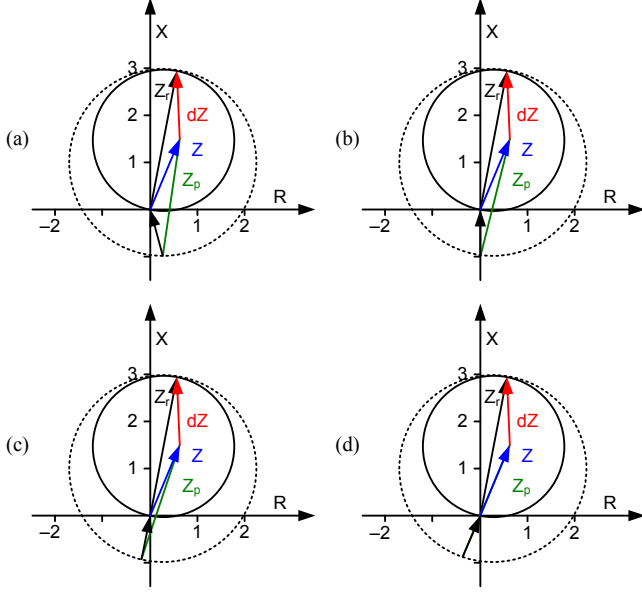 X X
3 3
Zr Zr
2 dZ 2 dZ
(a) (b)
Z Z
1 1
Zp Zp
R R
–2 1 2 –2 1 2
X X
3 3
Zr Zr
2 dZ 2 dZ
(c) (d)
Z Z
1 1
Zp Zp
R R
–2 1 2 –2 1 2